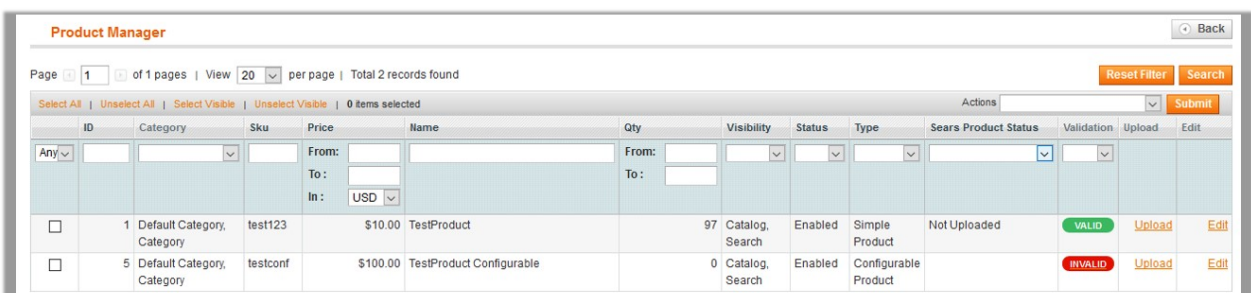 Product Manager
Back
Page 1 of 1 pages | View 20 per page | Total 2 records found
Reset Filter Search
Select All | Unselect All | Select Visible | Unselect Visible | 0 items selected
Actions Submit
ID Category Sku Price Name Qty Visibility Status Type Sears Product Status Validation Upload Edit
Any From: From:
To : To :
In : USD
1 Default Category, test123 $10.00 TestProduct 97 Catalog, Enabled Simple Not Uploaded VALID Upload Edit
Category Search Product
5 Default Category, testconf $100.00 TestProduct Configurable 0 Catalog, Enabled Configurable INVALID Upload Edit
Category Search Product